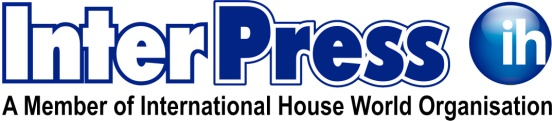 InterPress ih
A Member of International House World Organisation